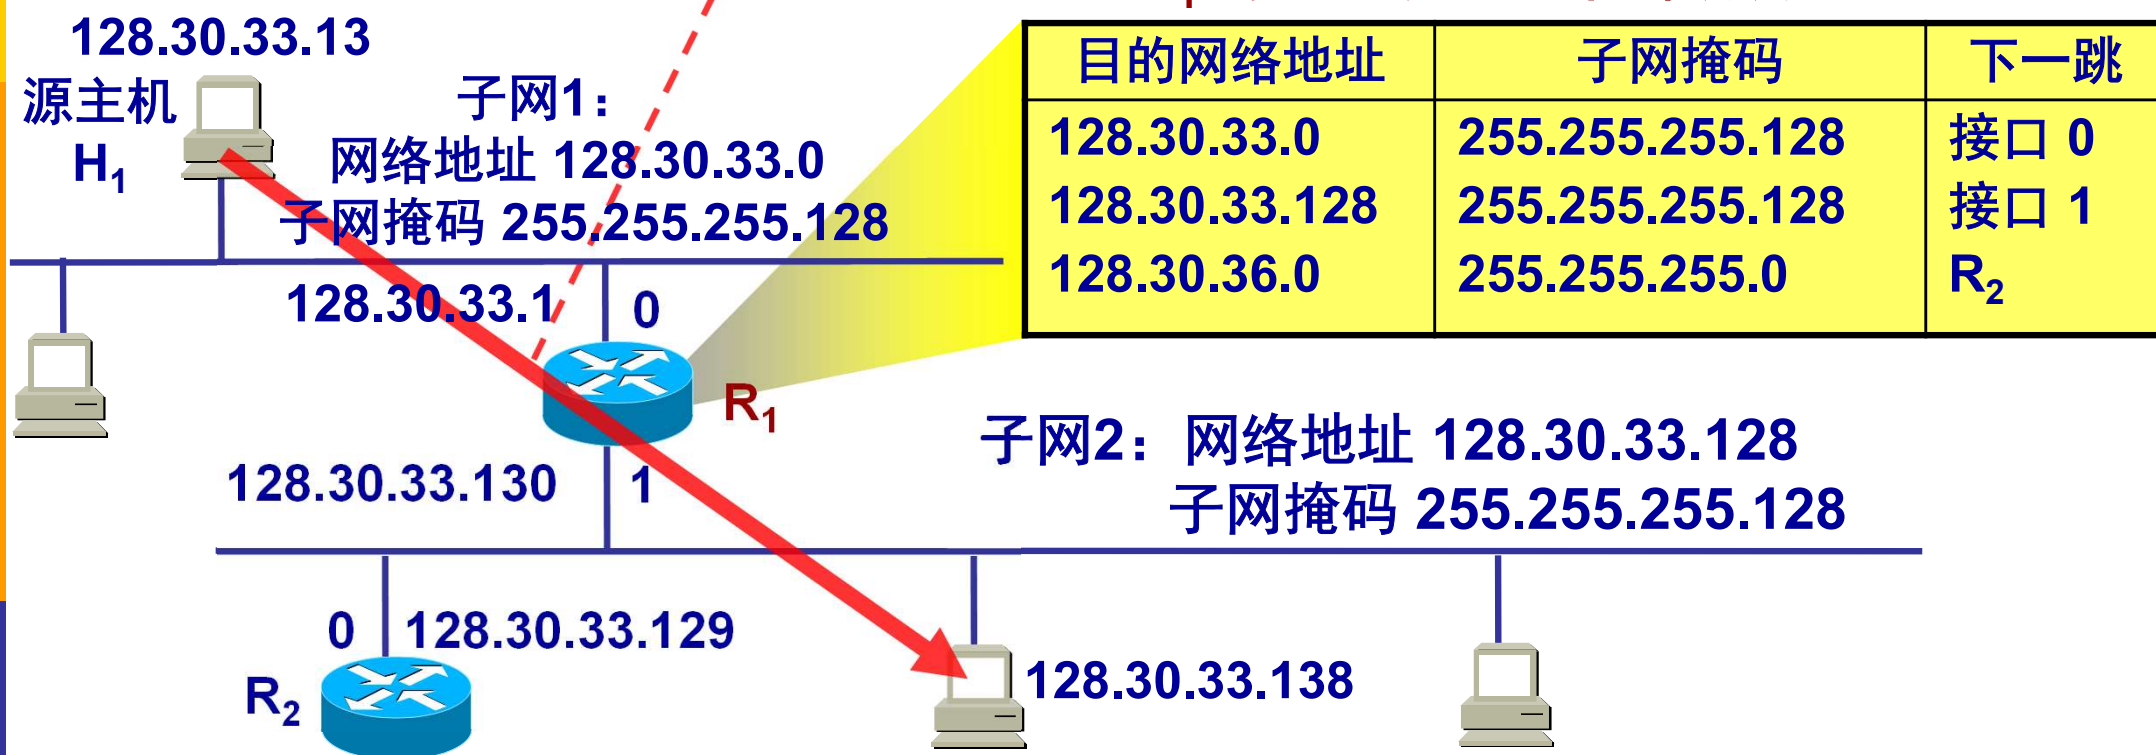 128.30.33.13
源主机
H1
子网1：
网络地址 128.30.33.0
子网掩码 255.255.255.128
目的网络地址 子网掩码 下一跳
128.30.33.0 255.255.255.128 接口 0
128.30.33.128 255.255.255.128 接口 1
128.30.36.0 255.255.255.0 R2
128.30.33.1 0
R1
子网2：网络地址 128.30.33.128
子网掩码 255.255.255.128
128.30.33.130 1
0 128.30.33.129
R2
128.30.33.138